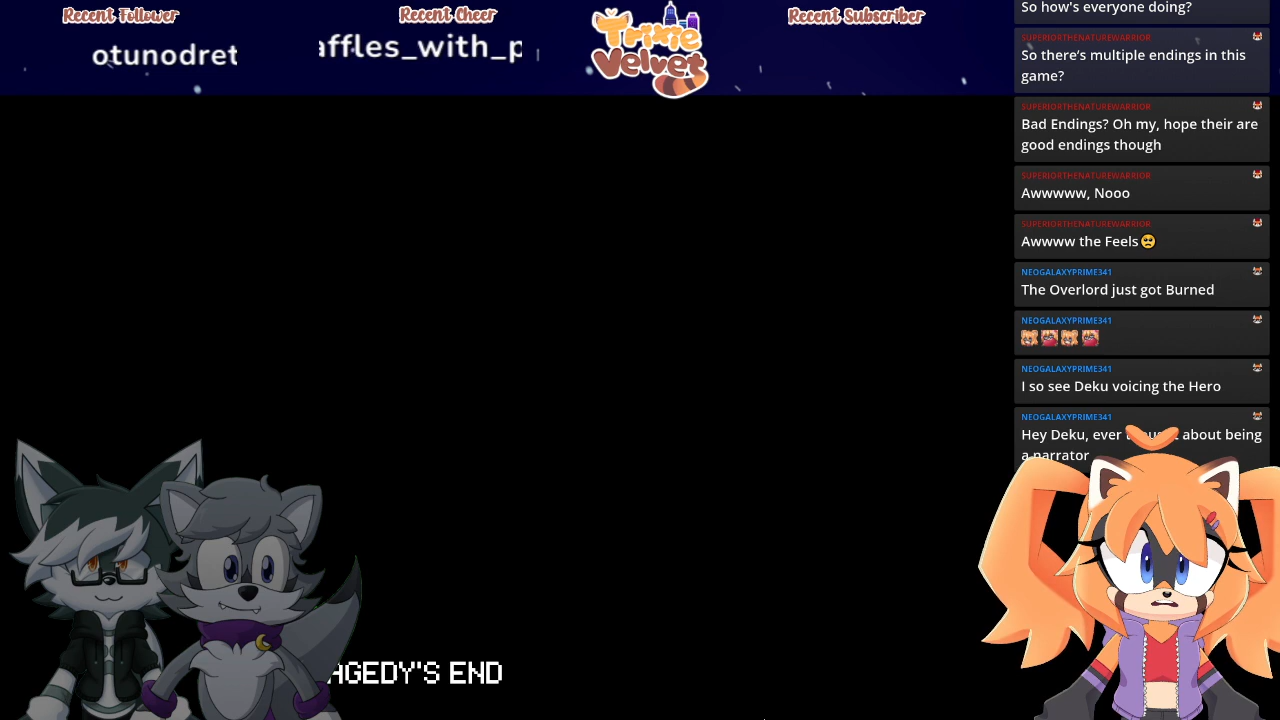 Recent Follower
otunodret
Recent Cheer
affles_with_p
Trixie
Velvet
Recent Subscriber
So how's everyone doing?
SUPERIORTHENATUREWARRIOR
So there's multiple endings in this
game?
SUPERIORTHENATUREWARRIOR
Bad Endings? Oh my, hope their are
good endings though
SUPERIORTHENATUREWARRIOR
Awwwww, Nooo
SUPERIORTHENATUREWARRIOR
Awwww the Feels🥺
NEOGALAXYPRIME341
The Overlord just got Burned
NEOGALAXYPRIME341
NEOGALAXYPRIME341
I so see Deku voicing the Hero
NEOGALAXYPRIME341
Hey Deku, ever about being
a narrator
AGEDY'S END